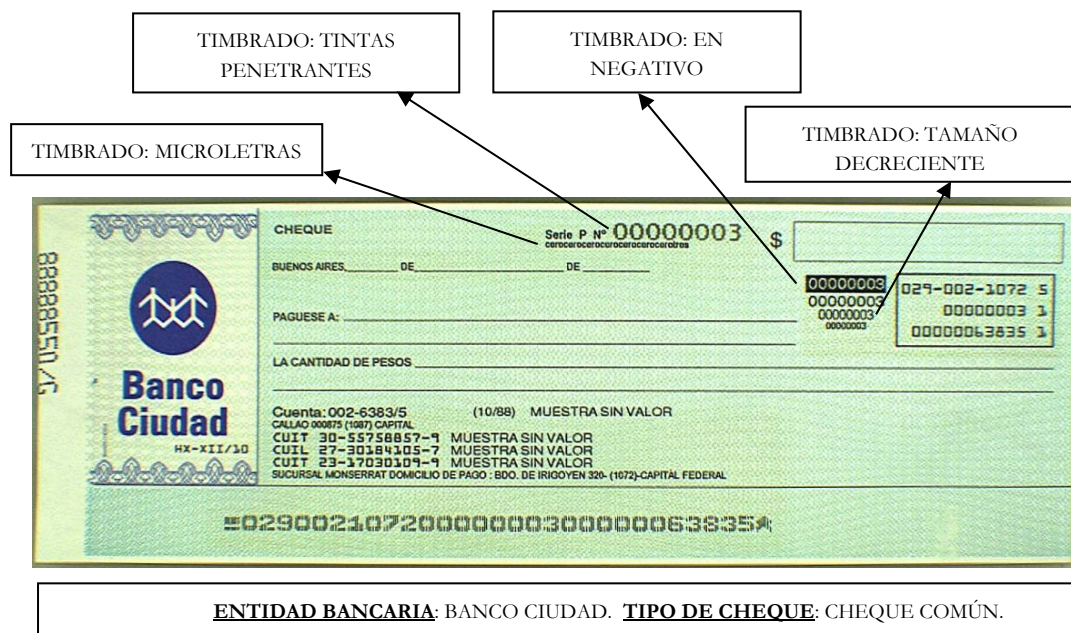 TIMBRADO: TINTAS
PENETRANTES
TIMBRADO: EN
NEGATIVO
TIMBRADO: MICROLETRAS
TIMBRADO: TAMAÑO
DECRECIENTE
CHEQUE
Serie P Nº 00000003
cerocerocerocerocerocerocerotres
$
BUENOS AIRES, DE DE
00000003
00000003
00000003
00000003
029-002-1072 5
00000003 1
00000063835 1
PAGUESE A:
LA CANTIDAD DE PESOS
Banco
Ciudad
HX-XII/10
Cuenta: 002-6383/5 (10/88) MUESTRA SIN VALOR
CALLAO 000875 (1087) CAPITAL
CUIT 30-55758857-9 MUESTRA SIN VALOR
CUIL 27-30184105-7 MUESTRA SIN VALOR
CUIT 23-17030109-9 MUESTRA SIN VALOR
SUCURSAL MONSERRAT DOMICILIO DE PAGO : BDO. DE IRIGOYEN 320- (1072)-CAPITAL FEDERAL
02900210720000000300000063835
ENTIDAD BANCARIA: BANCO CIUDAD. TIPO DE CHEQUE: CHEQUE COMÚN.